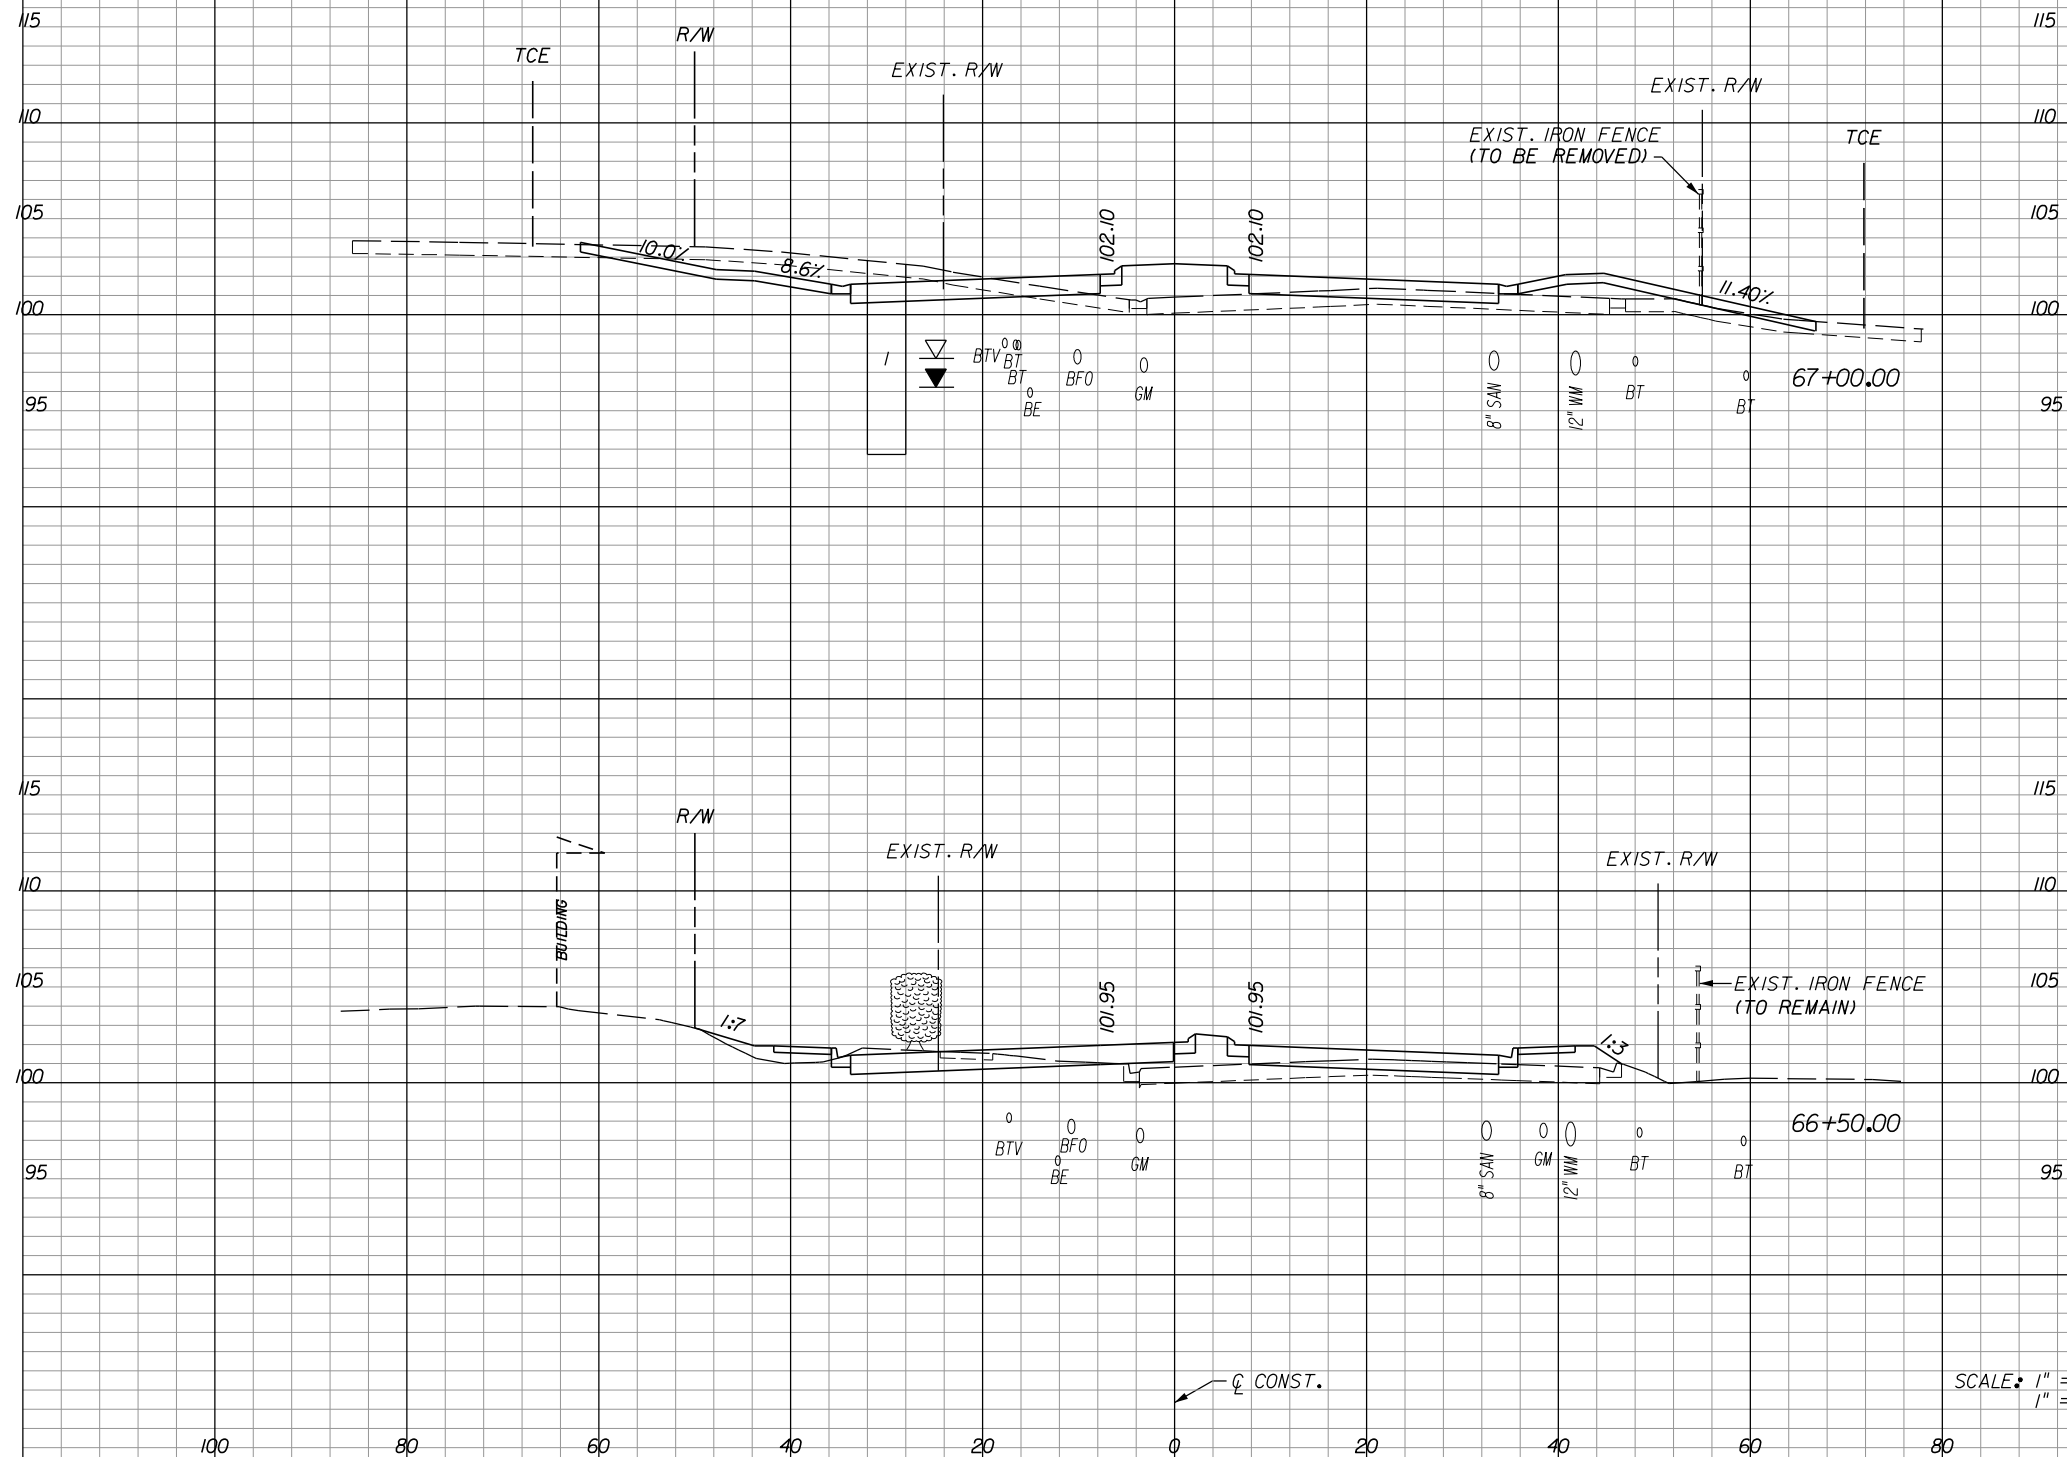 115 115
R/W
TCE
EXIST. R/W
EXIST. R/W
110 110
EXIST. IRON FENCE
(TO BE REMOVED)
TCE
105 105
102.10 102.10
10.0%
8.6%
11.40%
100 100
1
BTV
BT
BT
BE
BFO
GM
8" SAN
12" WM
BT
BT
67+00.00
95 95
115 115
R/W
EXIST. R/W
EXIST. R/W
110 110
BUILDING
105 105
101.95 101.95
EXIST. IRON FENCE
(TO REMAIN)
1:7
1:3
100 100
66+50.00
BTV
BFO
BE
GM
8" SAN
GM
12" WM
BT
BT
95 95
℄ CONST.
SCALE: 1" =
1" =
100 80 60 40 20 0 20 40 60 80